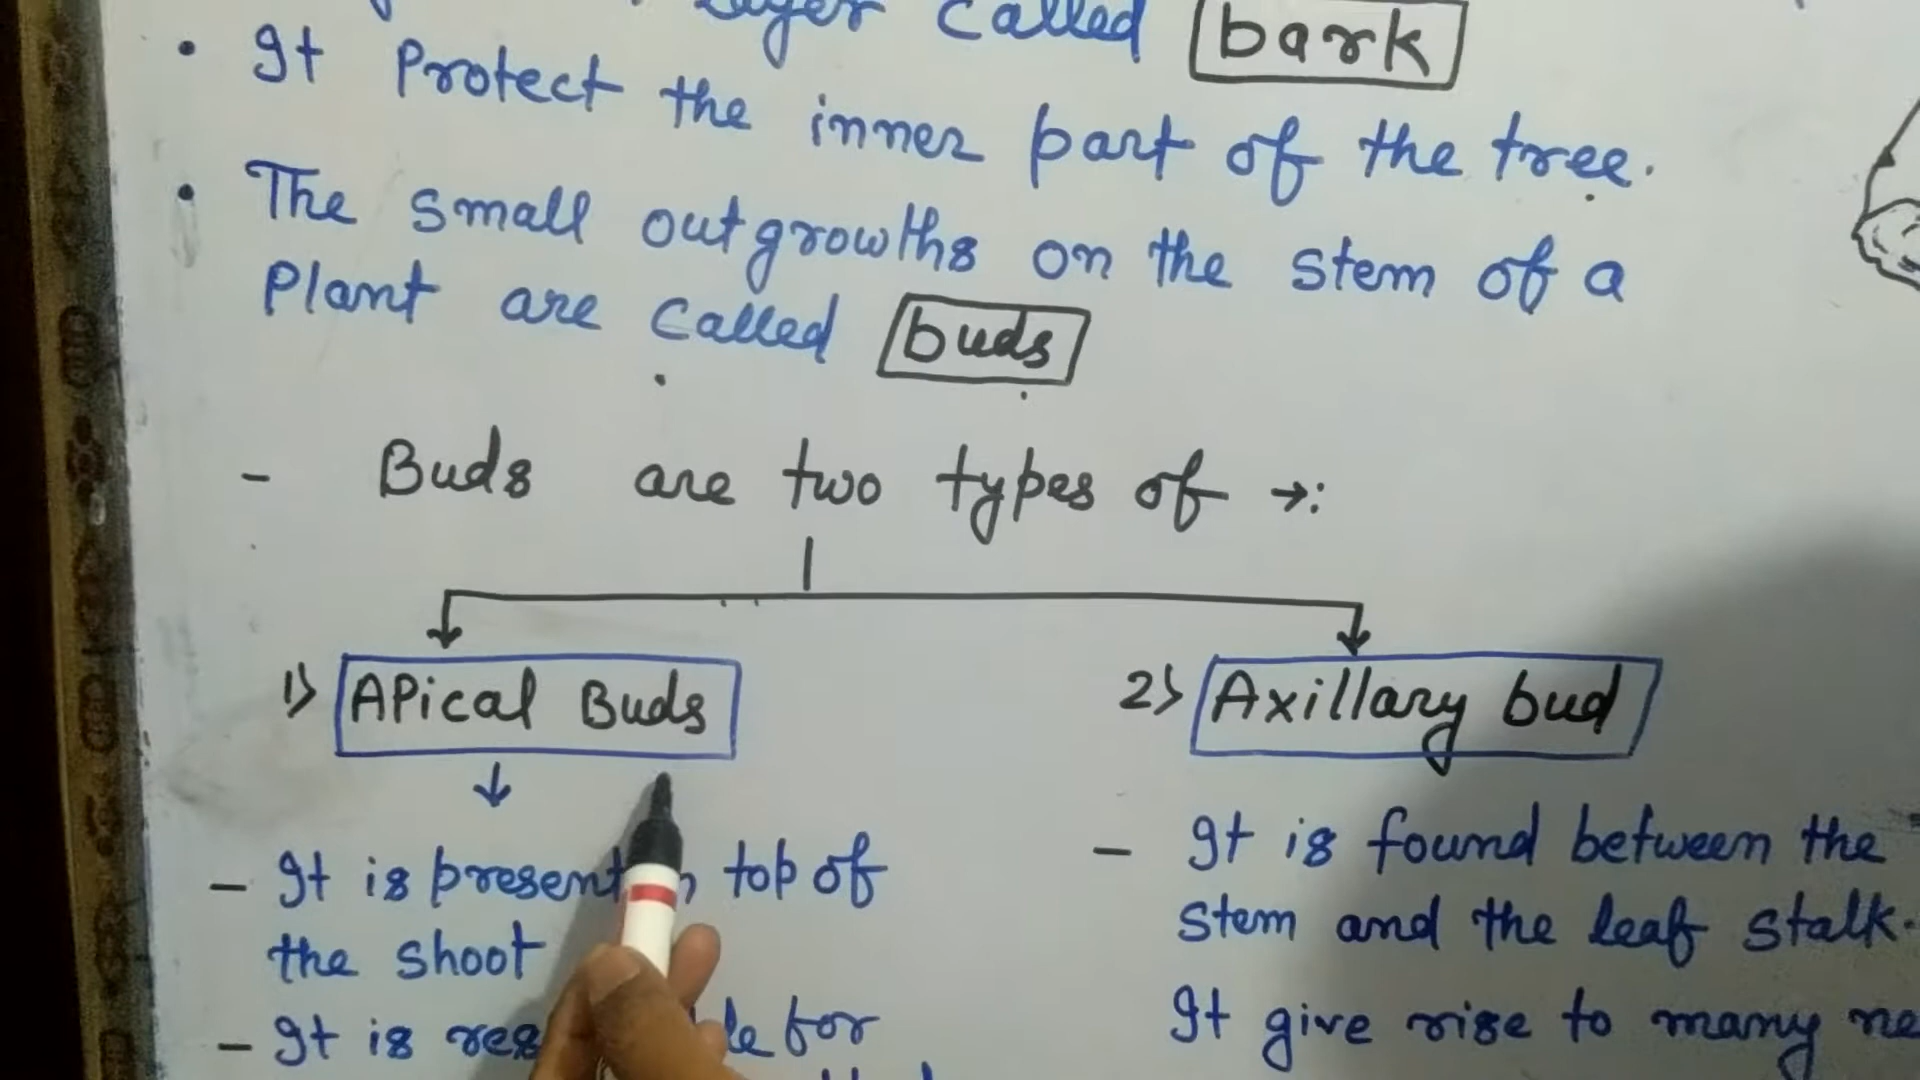 layer called bark
• It Protect the inner part of the tree.
• The small outgrowths on the stem of a
Plant are called buds
- Buds are two types of →:
1) APical Buds
2) Axillary bud
- It is present top of
the shoot
- It is for
- It is found between the
stem and the leaf stalk.
It give rise to many